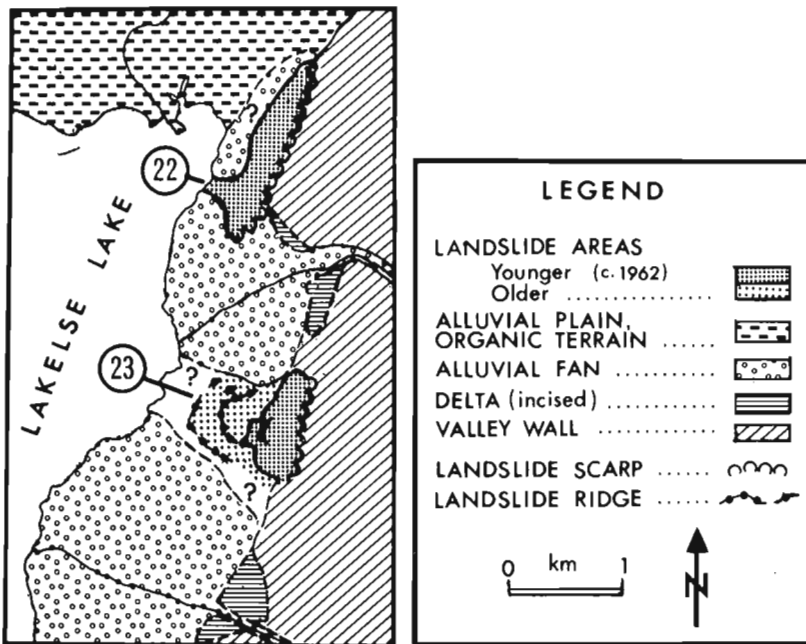 ?
22
LAKELSE LAKE
23
?
?
LEGEND
LANDSLIDE AREAS
Younger (c. 1962)
Older ..................
ALLUVIAL PLAIN,
ORGANIC TERRAIN ......
ALLUVIAL FAN ..........
DELTA (incised) ..........
VALLEY WALL ..........
LANDSLIDE SCARP ......
LANDSLIDE RIDGE ......
0 km 1
N